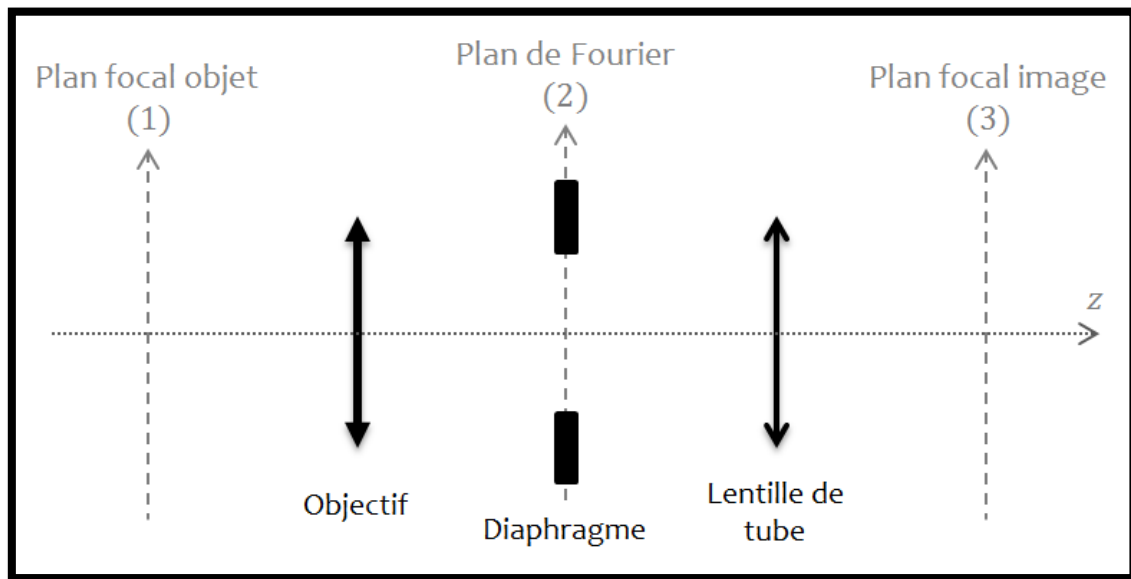 Plan focal objet
(1)
Plan de Fourier
(2)
Plan focal image
(3)
z
Objectif
Diaphragme
Lentille de
tube